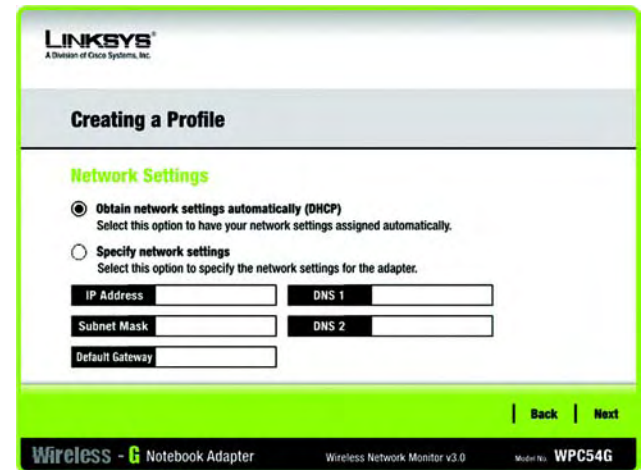 LINKSYS®
A Division of Cisco Systems, Inc.
Creating a Profile
Network Settings
Obtain network settings automatically (DHCP)
Select this option to have your network settings assigned automatically.
Specify network settings
Select this option to specify the network settings for the adapter.
IP Address DNS 1
Subnet Mask DNS 2
Default Gateway
Back Next
Wireless - G Notebook Adapter Wireless Network Monitor v3.0 Model No. WPC54G